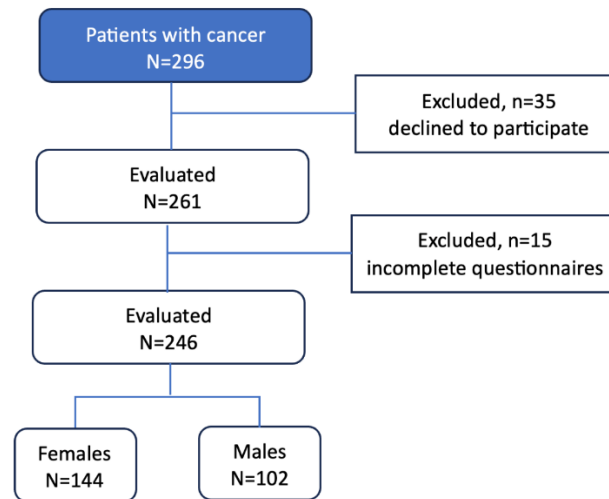 Patients with cancer
N=296
Excluded, n=35
declined to participate
Evaluated
N=261
Excluded, n=15
incomplete questionnaires
Evaluated
N=246
Females
N=144
Males
N=102